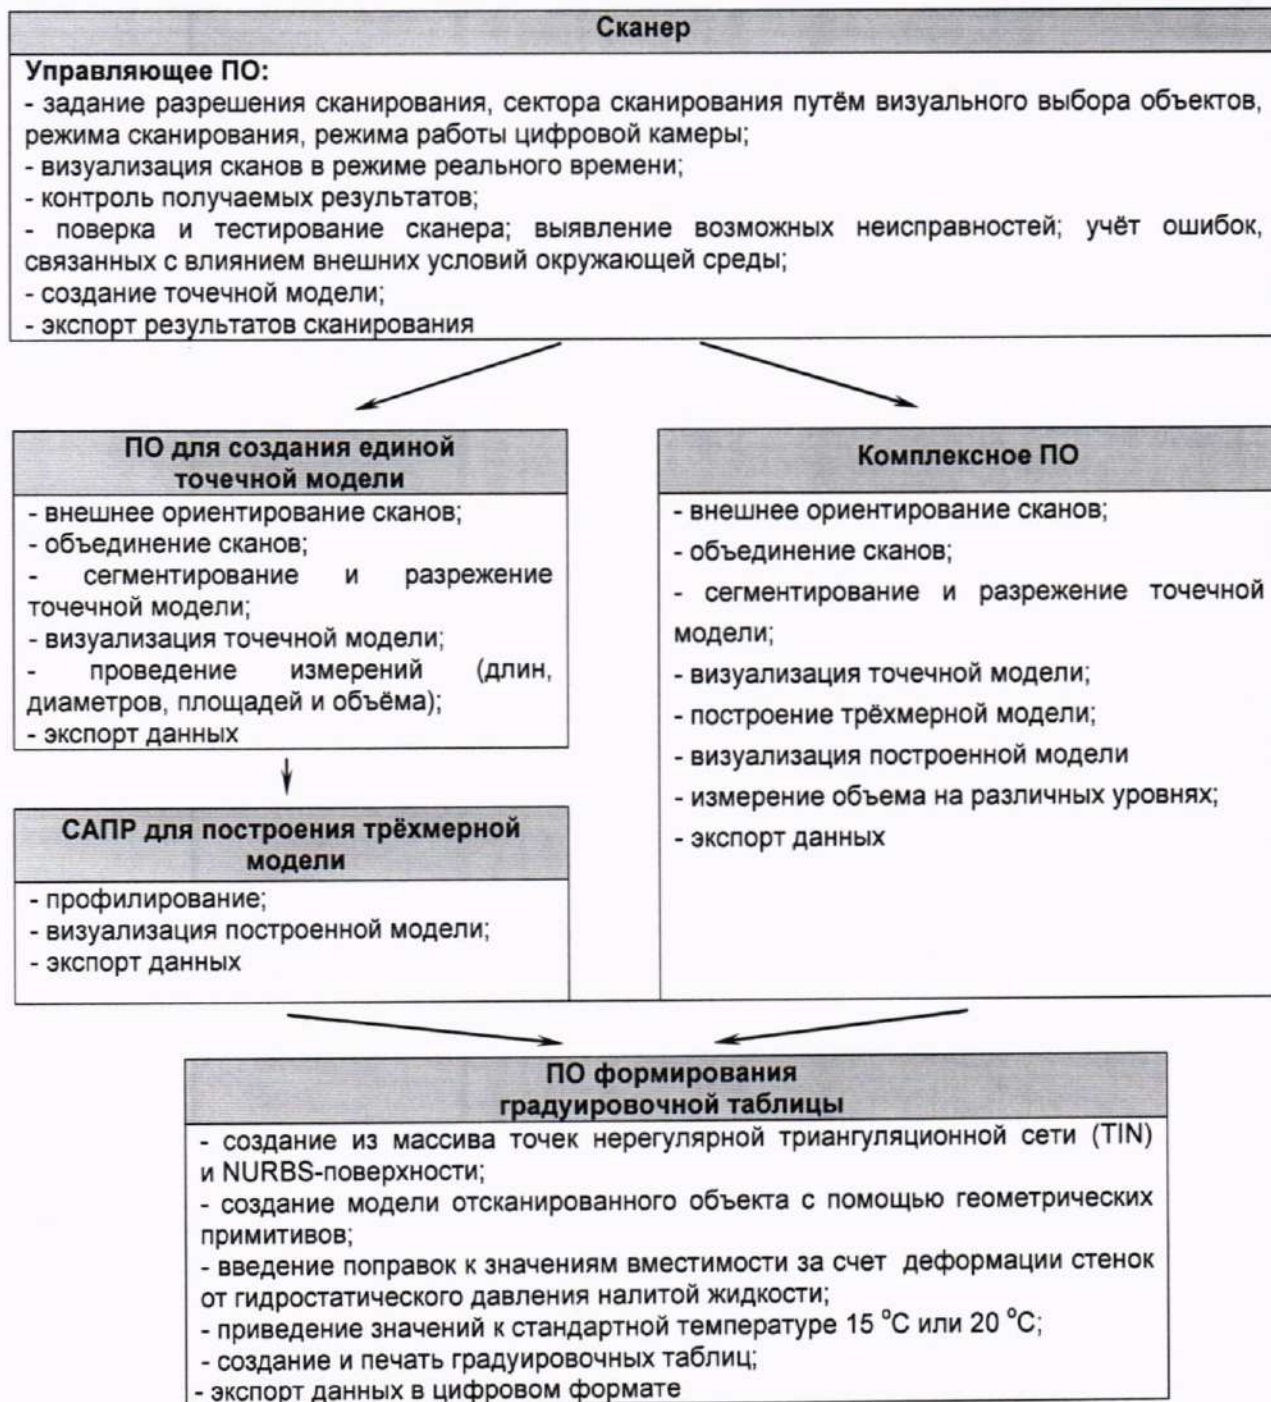 Сканер
Управляющее ПО:
- задание разрешения сканирования, сектора сканирования путём визуального выбора объектов,
режима сканирования, режима работы цифровой камеры;
- визуализация сканов в режиме реального времени;
- контроль получаемых результатов;
- поверка и тестирование сканера; выявление возможных неисправностей; учёт ошибок,
связанных с влиянием внешних условий окружающей среды;
- создание точечной модели;
- экспорт результатов сканирования
ПО для создания единой
точечной модели
- внешнее ориентирование сканов;
- объединение сканов;
- сегментирование и разрежение
точечной модели;
- визуализация точечной модели;
- проведение измерений (длин,
диаметров, площадей и объёма);
- экспорт данных
САПР для построения трёхмерной
модели
- профилирование;
- визуализация построенной модели;
- экспорт данных
Комплексное ПО
- внешнее ориентирование сканов;
- объединение сканов;
- сегментирование и разрежение точечной
модели;
- визуализация точечной модели;
- построение трёхмерной модели;
- визуализация построенной модели
- измерение объема на различных уровнях;
- экспорт данных
ПО формирования
градуировочной таблицы
- создание из массива точек нерегулярной триангуляционной сети (TIN)
и NURBS-поверхности;
- создание модели отсканированного объекта с помощью геометрических
примитивов;
- введение поправок к значениям вместимости за счет деформации стенок
от гидростатического давления налитой жидкости;
- приведение значений к стандартной температуре 15 °C или 20 °C;
- создание и печать градуировочных таблиц;
- экспорт данных в цифровом формате